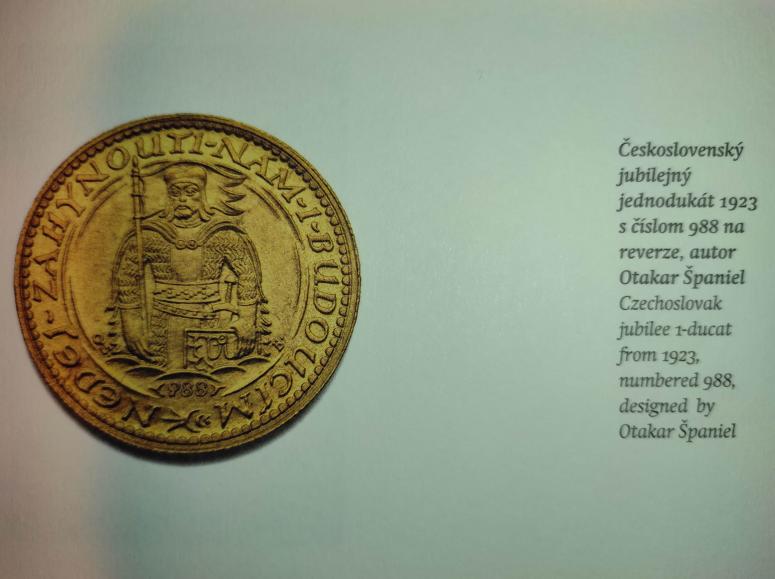 NEDEJ-ZAHYNOUTI-NÁM-I-BUDOUCÍM
988
Československý
jubilejný
jednodukát 1923
s číslom 988 na
reverze, autor
Otakar Španiel
Czechoslovak
jubilee 1-ducat
from 1923,
numbered 988,
designed by
Otakar Španiel